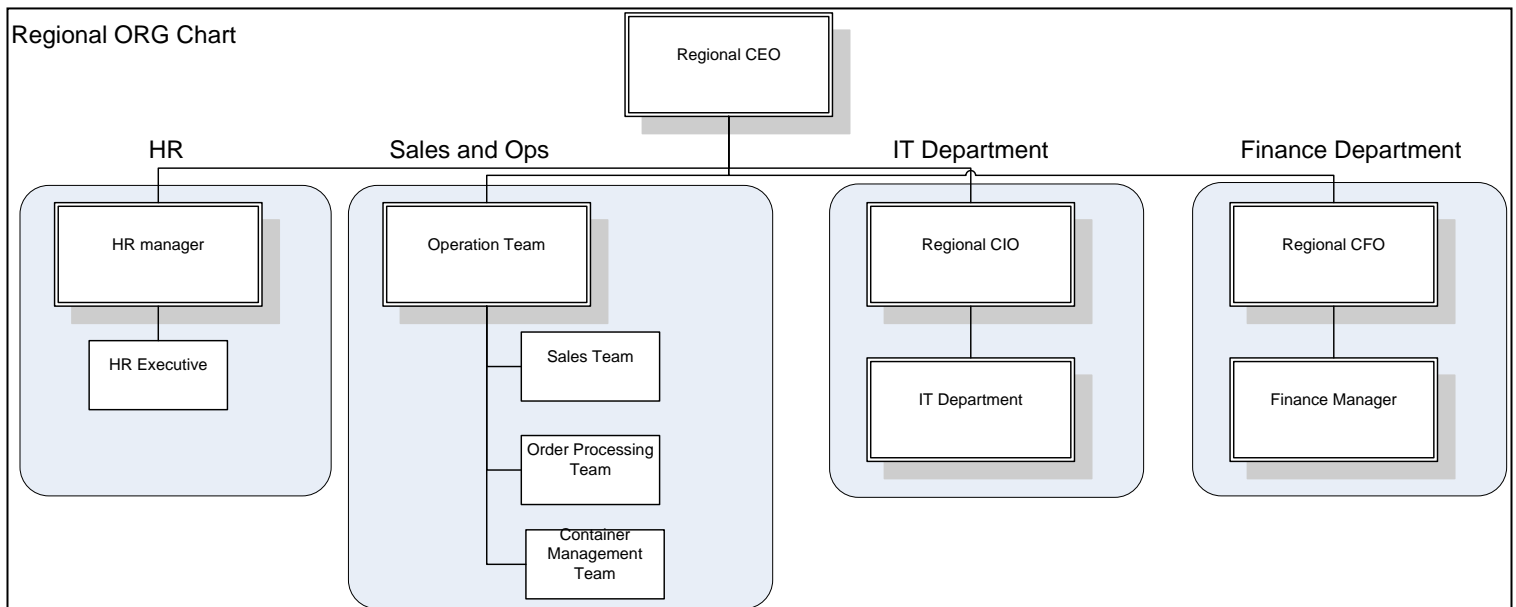 Regional ORG Chart
Regional CEO
HR
Sales and Ops
IT Department
Finance Department
HR manager
Operation Team
Regional CIO
Regional CFO
HR Executive
Sales Team
IT Department
Finance Manager
Order Processing
Team
Container
Management
Team